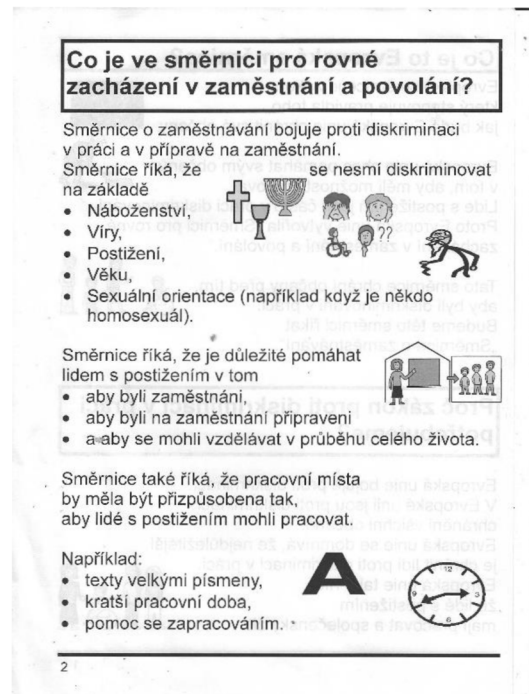 Co je ve směrnici pro rovné
zacházení v zaměstnání a povolání?
Směrnice o zaměstnávání bojuje proti diskriminaci
v práci a v přípravě na zaměstnání.
Směrnice říká, že se nesmí diskriminovat
na základě
• Náboženství,
• Víry,
• Postižení,
• Věku,
• Sexuální orientace (například když je někdo
homosexuál).
??
Směrnice říká, že je důležité pomáhat
lidem s postižením v tom
• aby byli zaměstnáni,
• aby byli na zaměstnání připraveni
• a aby se mohli vzdělávat v průběhu celého života.
Směrnice také říká, že pracovní místa
by měla být přizpůsobena tak,
aby lidé s postižením mohli pracovat.
Například:
• texty velkými písmeny,
• kratší pracovní doba,
• pomoc se zapracováním.
A
12
3
6
9
2